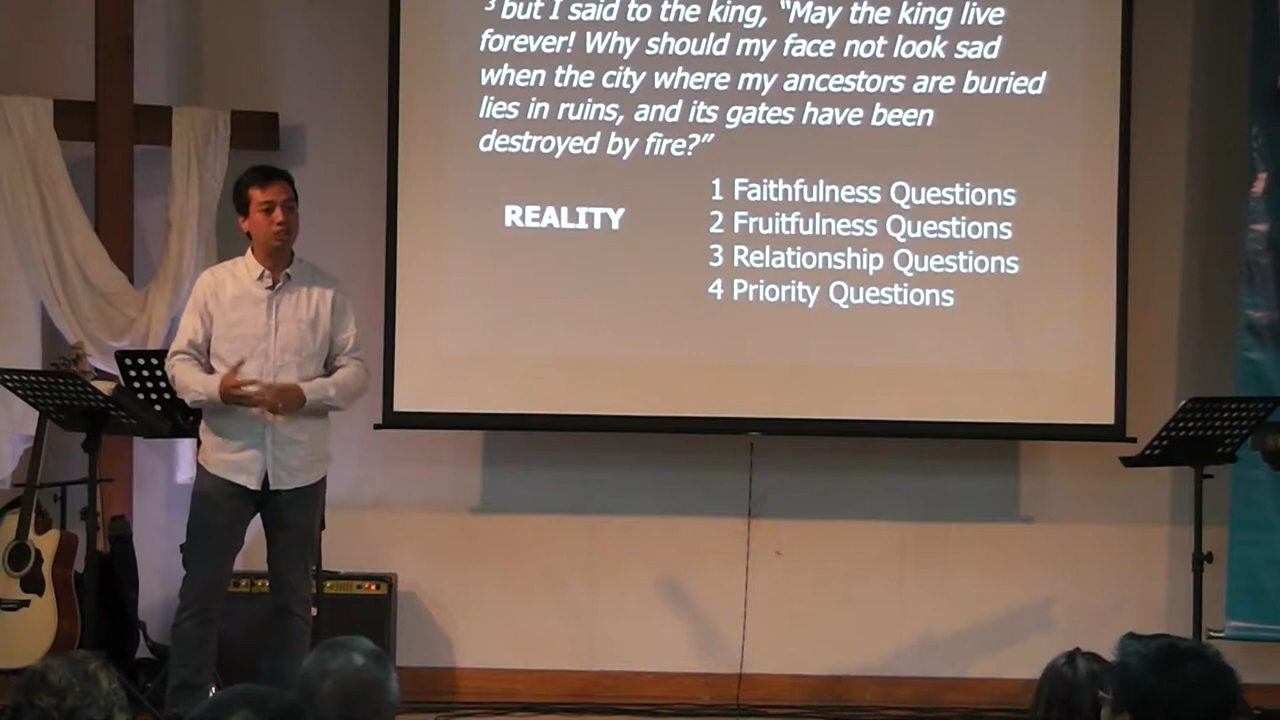 ³ but I said to the king, “May the king live
forever! Why should my face not look sad
when the city where my ancestors are buried
lies in ruins, and its gates have been
destroyed by fire?”
REALITY
1 Faithfulness Questions
2 Fruitfulness Questions
3 Relationship Questions
4 Priority Questions